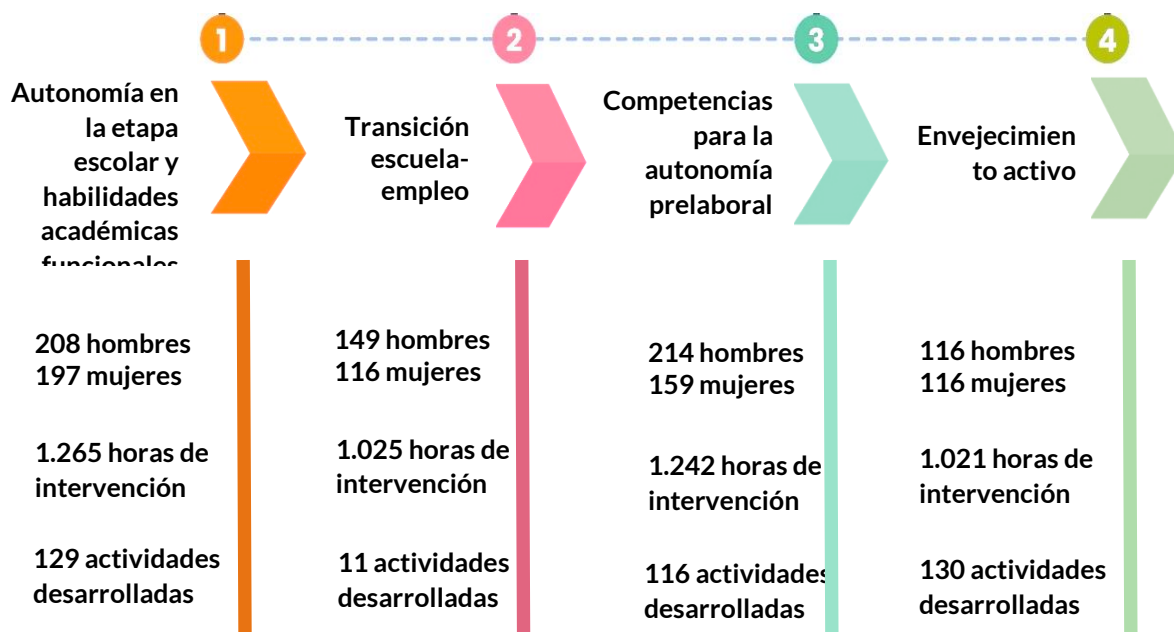 1
2
3
4
Autonomía en
la etapa
escolar y
habilidades
académicas
funcionales
Transición
escuela-
empleo
Competencias
para la
autonomía
prelaboral
Envejecimien
to activo
208 hombres
197 mujeres
1.265 horas de
intervención
129 actividades
desarrolladas
149 hombres
116 mujeres
1.025 horas de
intervención
11 actividades
desarrolladas
214 hombres
159 mujeres
1.242 horas de
intervención
116 actividades
desarrolladas
116 hombres
116 mujeres
1.021 horas de
intervención
130 actividades
desarrolladas